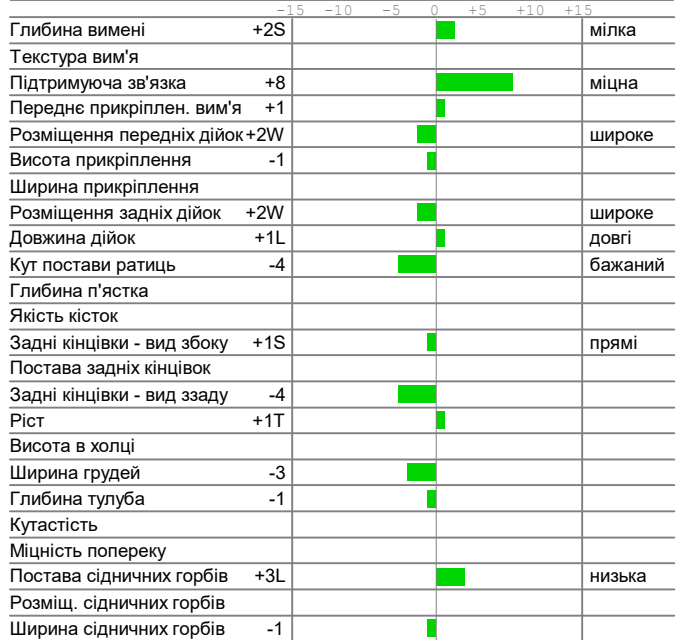 -15 -10 -5 0 +5 +10 +15
Глибина вимені +2S мілка
Текстура вим'я
Підтримуюча зв'язка +8 міцна
Переднє прикріплен. вим'я +1
Розміщення передніх дійок +2W широке
Висота прикріплення -1
Ширина прикріплення
Розміщення задніх дійок +2W широке
Довжина дійок +1L довгі
Кут постави ратиць -4 бажаний
Глибина п'ястка
Якість кісток
Задні кінцівки - вид збоку +1S прямі
Постава задніх кінцівок
Задні кінцівки - вид ззаду -4
Ріст +1T
Висота в холці
Ширина грудей -3
Глибина тулуба -1
Кутастість
Міцність попереку
Постава сідничних горбів +3L низька
Розміщ. сідничних горбів
Ширина сідничних горбів -1